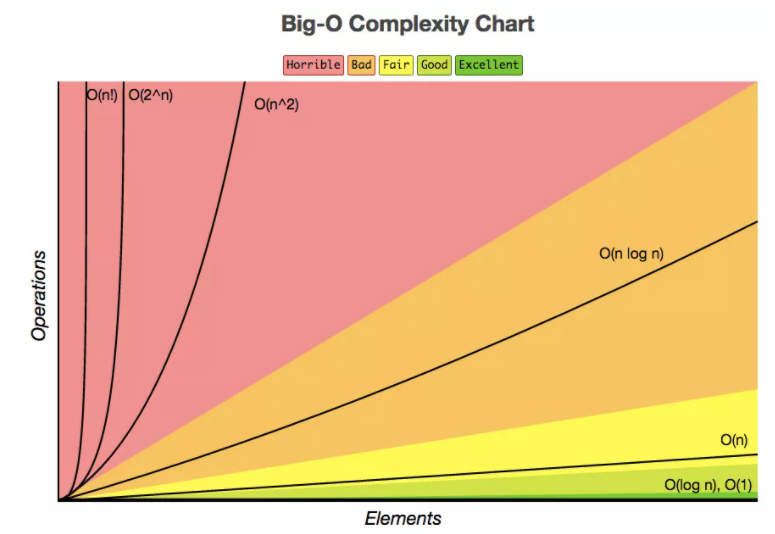 Big-O Complexity Chart
Horrible Bad Fair Good Excellent
O(n!) O(2^n)
O(n^2)
O(n log n)
O(n)
O(log n), O(1)
Operations
Elements